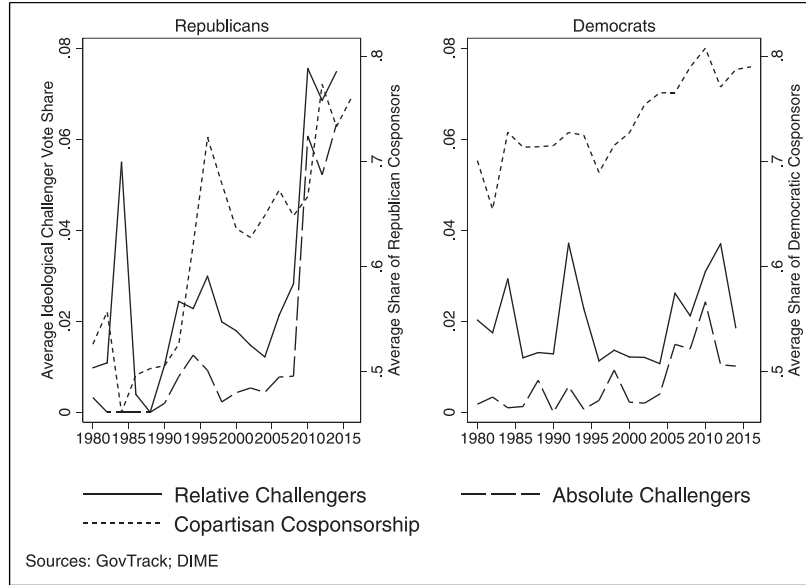 Republicans
Democrats
Average Ideological Challenger Vote Share
0 .02 .04 .06 .08
.5 .6 .7 .8
Average Share of Republican Cosponsors
1980 1985 1990 1995 2000 2005 2010 2015
0 .02 .04 .06 .08
.5 .6 .7 .8
Average Share of Democratic Cosponsors
1980 1985 1990 1995 2000 2005 2010 2015
Relative Challengers
Absolute Challengers
Copartisan Cosponsorship
Sources: GovTrack; DIME